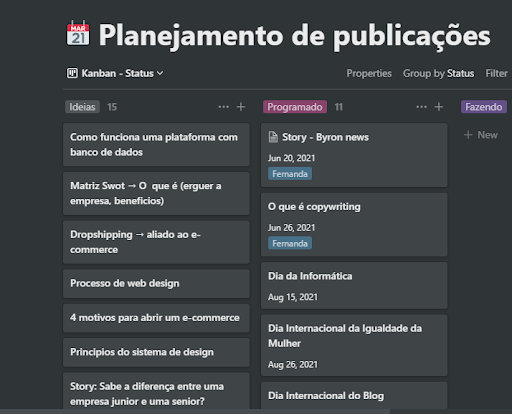 MAR
21
Planejamento de publicações
Kanban - Status
Properties
Group by Status
Filter
Ideias 15
Como funciona uma plataforma com
banco de dados
Matriz Swot → O que é (erguer a
empresa, beneficios)
Dropshipping → aliado ao e-
commerce
Processo de web design
4 motivos para abrir um e-commerce
Principios do sistema de design
Story: Sabe a diferença entre uma
empresa junior e uma senior?
Programado 11
Story - Byron news
Jun 20, 2021
Fernanda
O que é copywriting
Jun 26, 2021
Fernanda
Dia da Informática
Aug 15, 2021
Dia Internacional da Igualdade da
Mulher
Aug 26, 2021
Dia Internacional do Blog
Fazendo
+ New